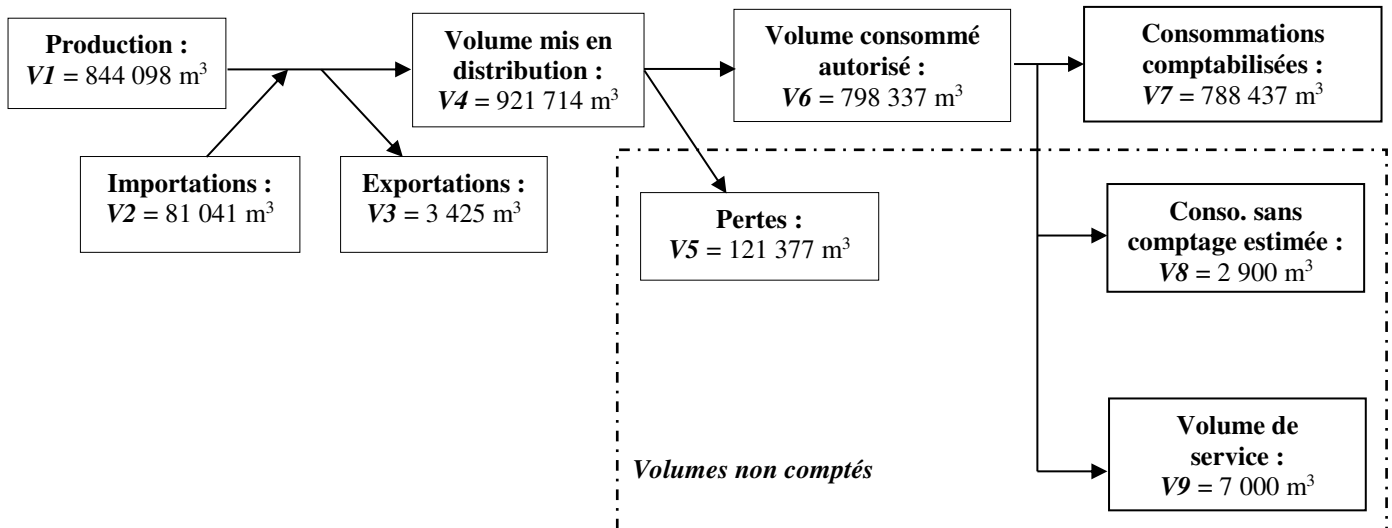 Production :
V1 = 844 098 m³
Volume mis en
distribution :
V4 = 921 714 m³
Volume consommé
autorisé :
V6 = 798 337 m³
Consommations
comptabilisées :
V7 = 788 437 m³
Importations :
V2 = 81 041 m³
Exportations :
V3 = 3 425 m³
Pertes :
V5 = 121 377 m³
Conso. sans
comptage estimée :
V8 = 2 900 m³
Volume de
service :
V9 = 7 000 m³
Volumes non comptés